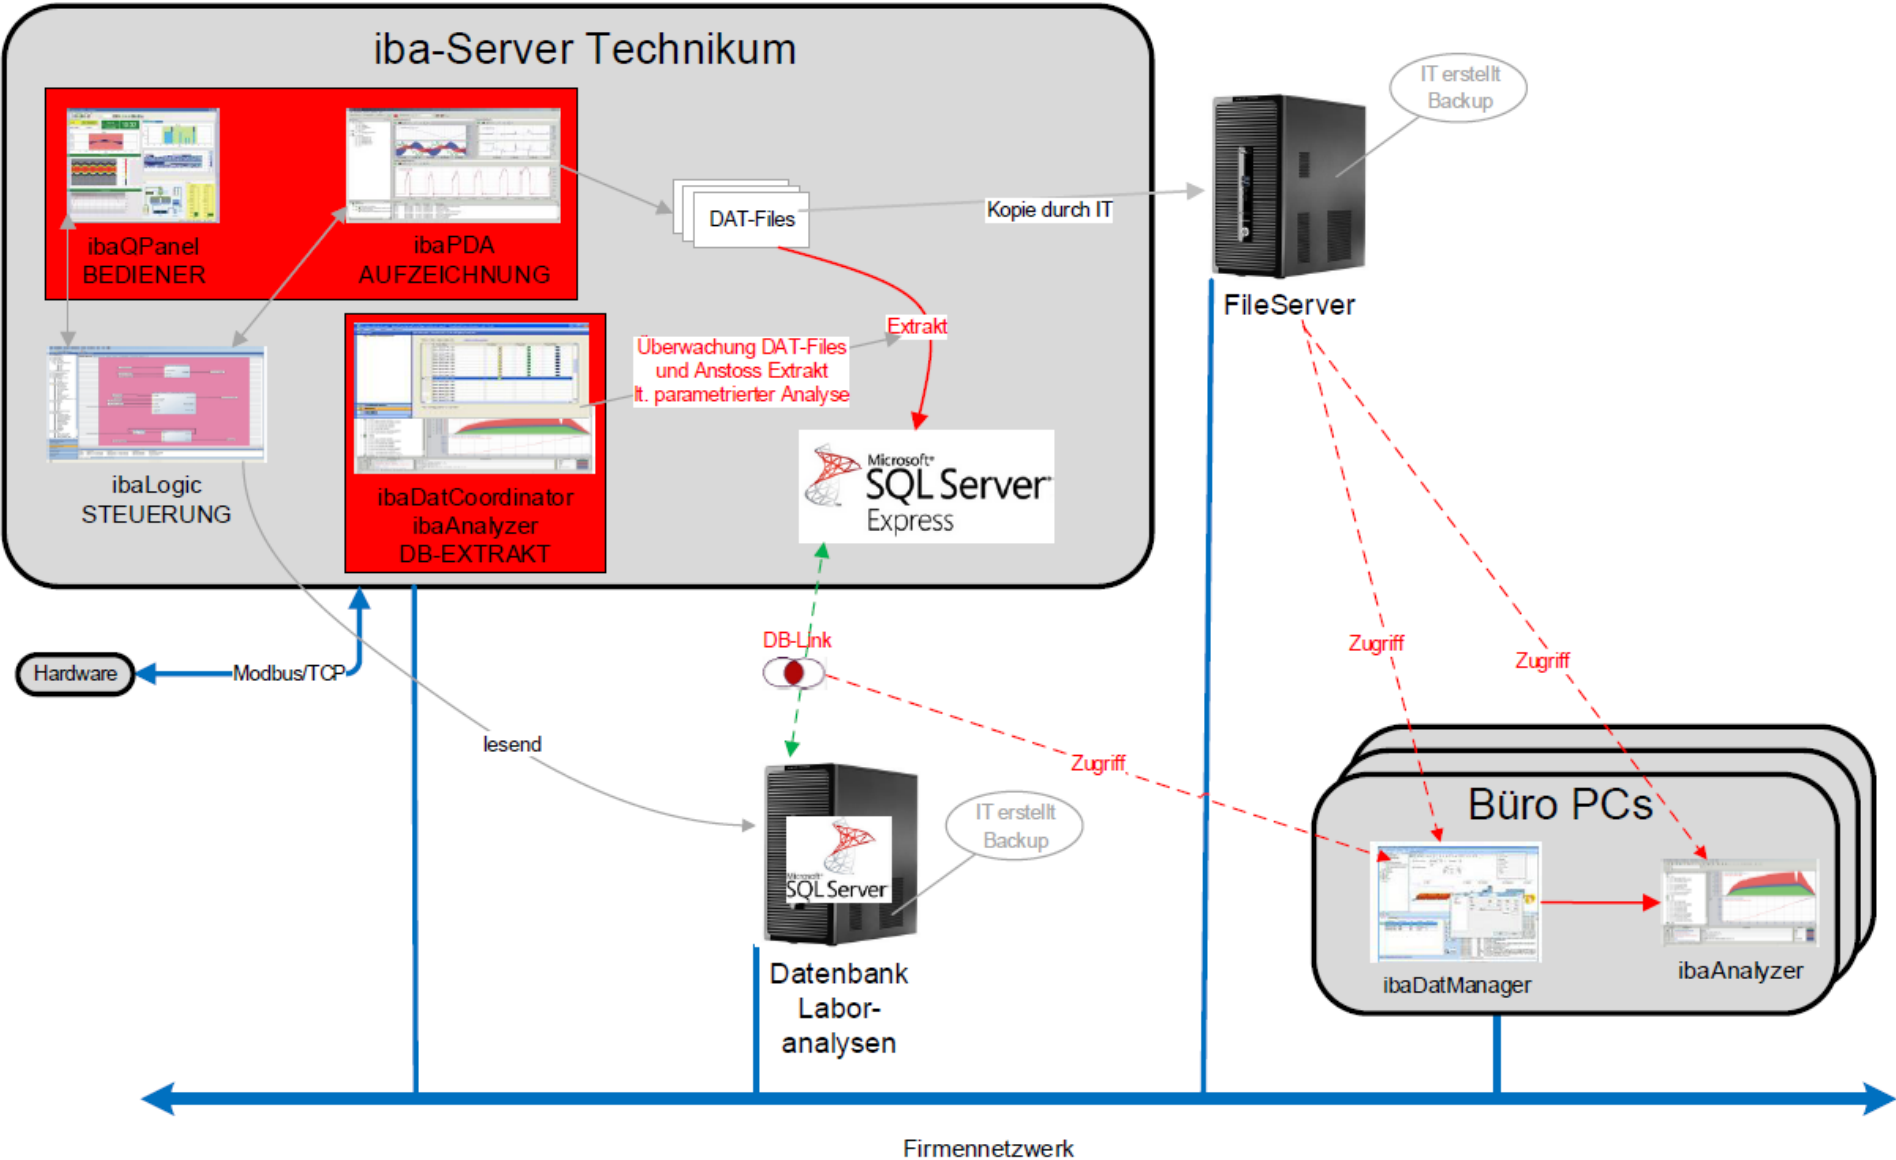 iba-Server Technikum
IT erstellt
Backup
ibaQPanel
BEDIENER
ibaPDA
AUFZEICHNUNG
DAT-Files
Kopie durch IT
FileServer
Extrakt
Überwachung DAT-Files
und Anstoss Extrakt
lt. parametrierter Analyse
ibaLogic
STEUERUNG
ibaDatCoordinator
ibaAnalyzer
DB-EXTRAKT
Microsoft®
SQL Server®
Express
Hardware
Modbus/TCP
DB-Link
Zugriff
Zugriff
lesend
Zugriff
IT erstellt
Backup
Microsoft®
SQL Server
Datenbank
Labor-
analysen
Büro PCs
ibaDatManager
ibaAnalyzer
Firmennetzwerk